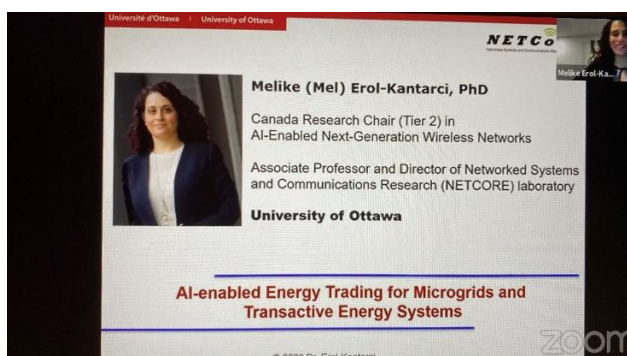 Université d'Ottawa | University of Ottawa
NETCO
Melike Erol-Ka...
Melike (Mel) Erol-Kantarci, PhD
Canada Research Chair (Tier 2) in
AI-Enabled Next-Generation Wireless Networks
Associate Professor and Director of Networked Systems
and Communications Research (NETCORE) laboratory
University of Ottawa
AI-enabled Energy Trading for Microgrids and
Transactive Energy Systems
zoom